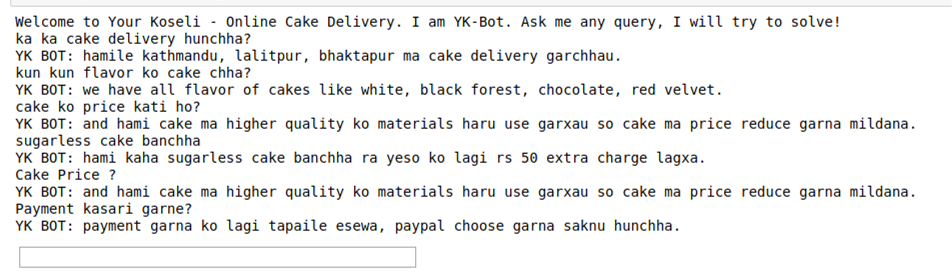 Welcome to Your Koseli - Online Cake Delivery. I am YK-Bot. Ask me any query, I will try to solve!
ka ka cake delivery hunchha?
YK BOT: hamile kathmandu, lalitpur, bhaktapur ma cake delivery garchhau.
kun kun flavor ko cake chha?
YK BOT: we have all flavor of cakes like white, black forest, chocolate, red velvet.
cake ko price kati ho?
YK BOT: and hami cake ma higher quality ko materials haru use garxau so cake ma price reduce garna mildana.
sugarless cake banchha
YK BOT: hami kaha sugarless cake banchha ra yeso ko lagi rs 50 extra charge lagxa.
Cake Price ?
YK BOT: and hami cake ma higher quality ko materials haru use garxau so cake ma price reduce garna mildana.
Payment kasari garne?
YK BOT: payment garna ko lagi tapaile esewa, paypal choose garna saknu hunchha.